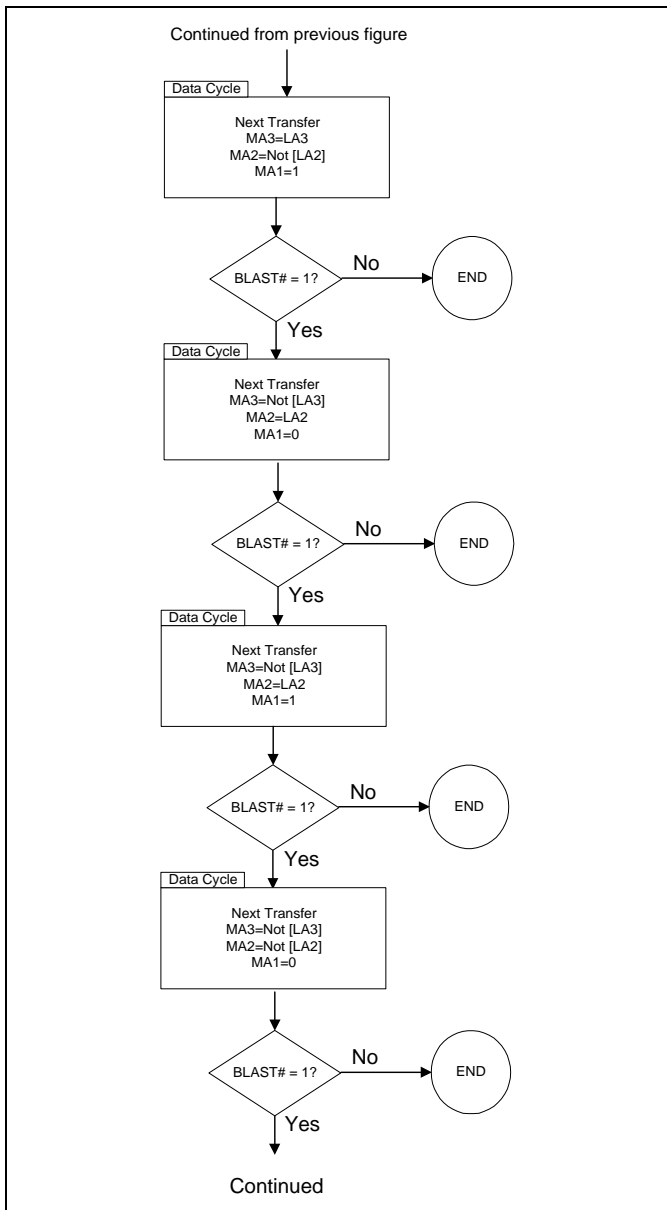 Continued from previous figure
Data Cycle
Next Transfer
MA3=LA3
MA2=Not [LA2]
MA1=1
BLAST# = 1?
No
END
Yes
Data Cycle
Next Transfer
MA3=Not [LA3]
MA2=LA2
MA1=0
BLAST# = 1?
No
END
Yes
Data Cycle
Next Transfer
MA3=Not [LA3]
MA2=LA2
MA1=1
BLAST# = 1?
No
END
Yes
Data Cycle
Next Transfer
MA3=Not [LA3]
MA2=Not [LA2]
MA1=0
BLAST# = 1?
No
END
Yes
Continued